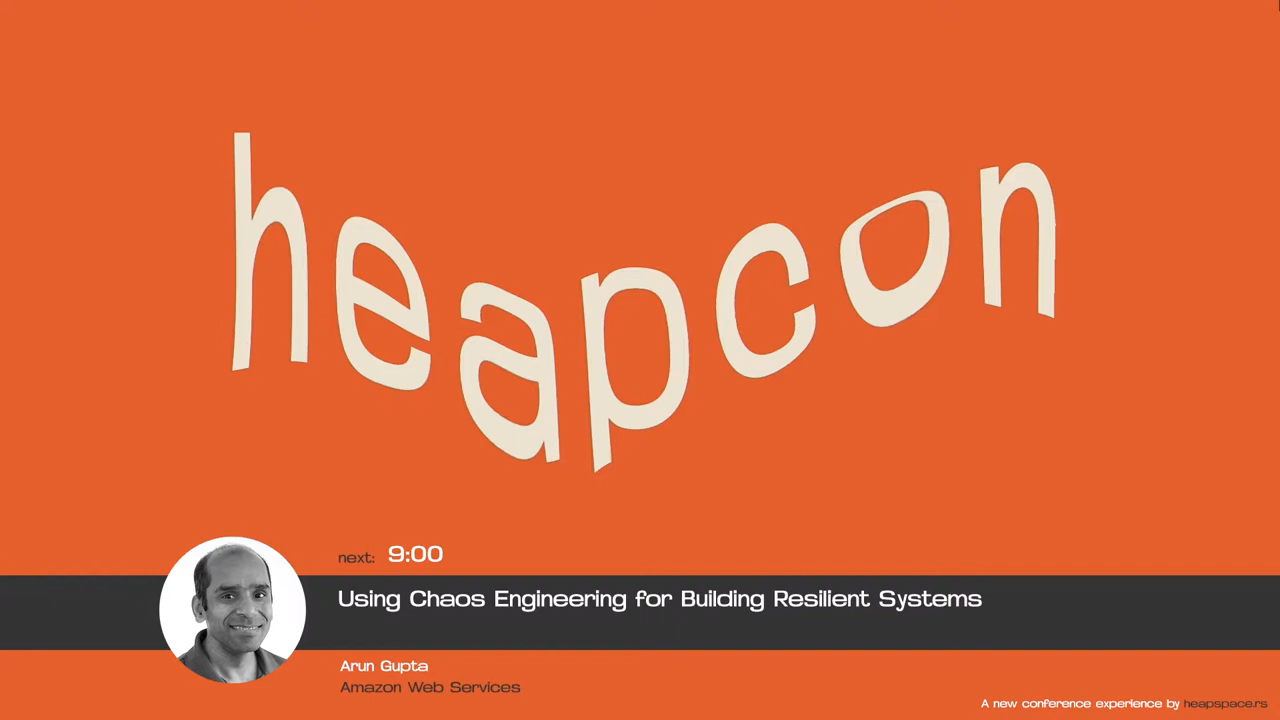 heapcon
next: 9:00
Using Chaos Engineering for Building Resilient Systems
Arun Gupta
Amazon Web Services
A new conference experience by heapspace.rs